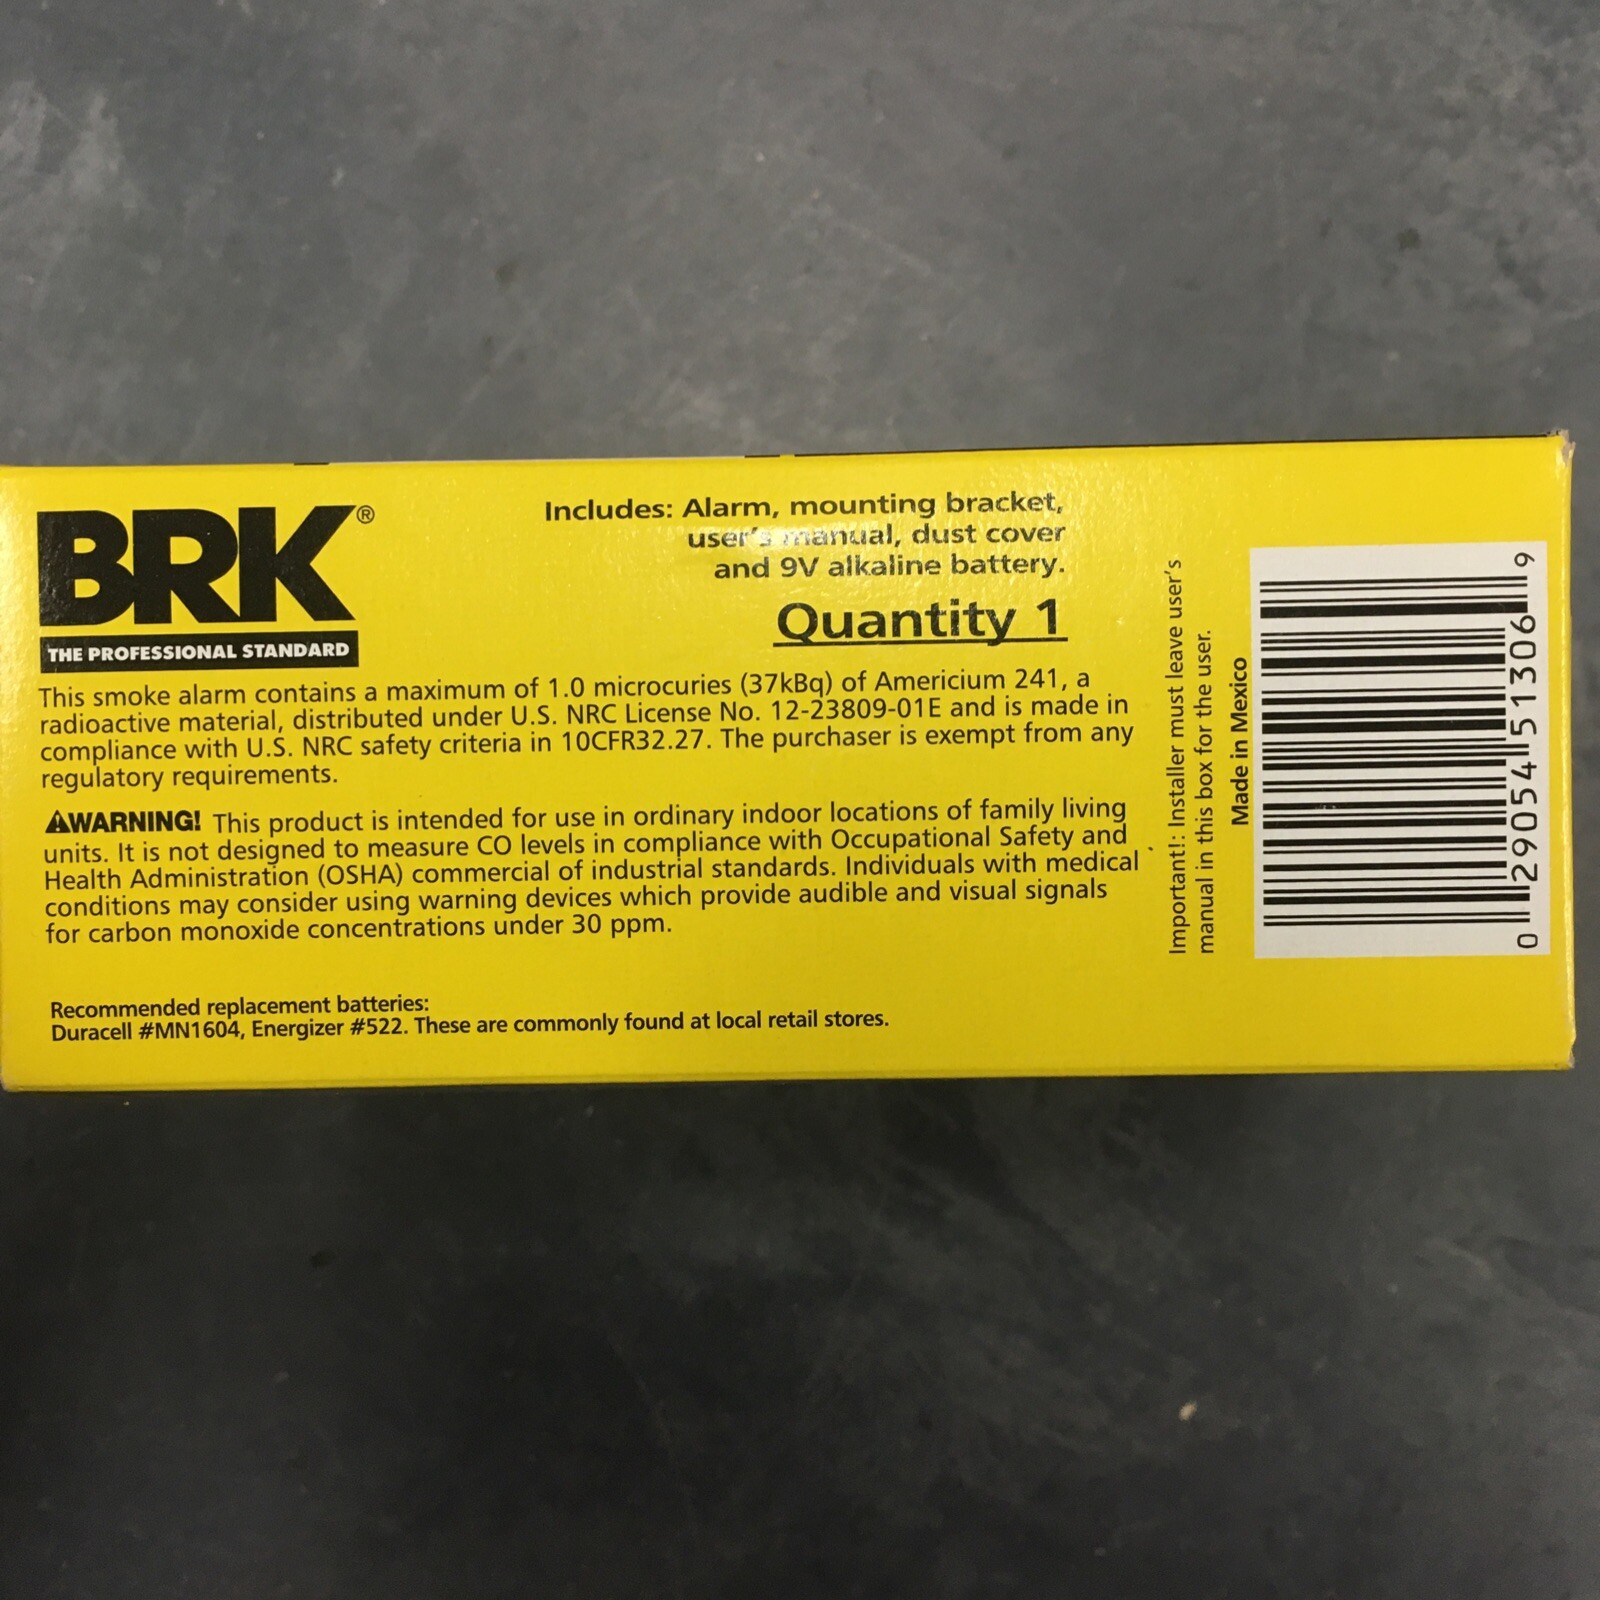 BRK®
THE PROFESSIONAL STANDARD
Includes: Alarm, mounting bracket,
user's manual, dust cover
and 9V alkaline battery.
Quantity 1
This smoke alarm contains a maximum of 1.0 microcuries (37kBq) of Americium 241, a
radioactive material, distributed under U.S. NRC License No. 12-23809-01E and is made in
compliance with U.S. NRC safety criteria in 10CFR32.27. The purchaser is exempt from any
regulatory requirements.
⚠WARNING! This product is intended for use in ordinary indoor locations of family living
units. It is not designed to measure CO levels in compliance with Occupational Safety and
Health Administration (OSHA) commercial of industrial standards. Individuals with medical
conditions may consider using warning devices which provide audible and visual signals
for carbon monoxide concentrations under 30 ppm.
Recommended replacement batteries:
Duracell #MN1604, Energizer #522. These are commonly found at local retail stores.
Important!: Installer must leave user's
manual in this box for the user.
Made in Mexico
0 29054 51306 9